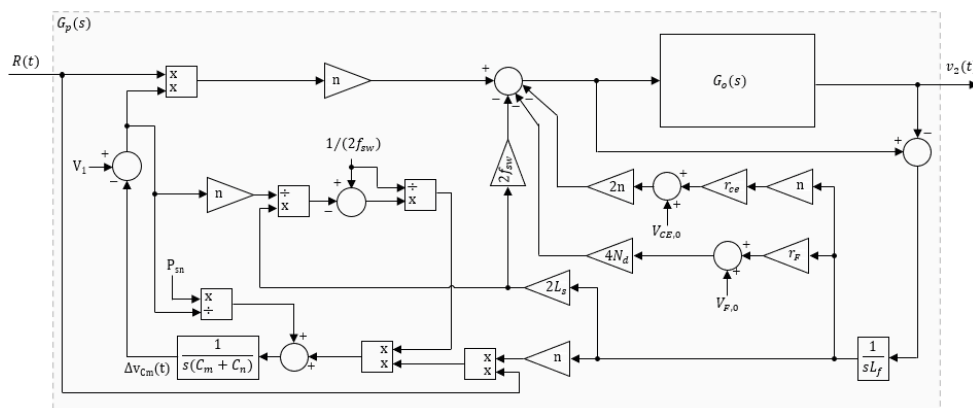 G_p(s)
R(t)
v_2(t
x
x
n
+
−
−
−
−
G_o(s)
V_1
+
−
1/(2f_sw)
2f_sw
+
−
n
÷
x
+
−
÷
x
2n
+
+
r_ce
n
V_CE,0
4N_d
+
+
r_F
V_F,0
P_sn
x
÷
2L_s
1
s(C_m + C_n)
+
+
x
x
x
x
n
1
sL_f
Δv_Cm(t)